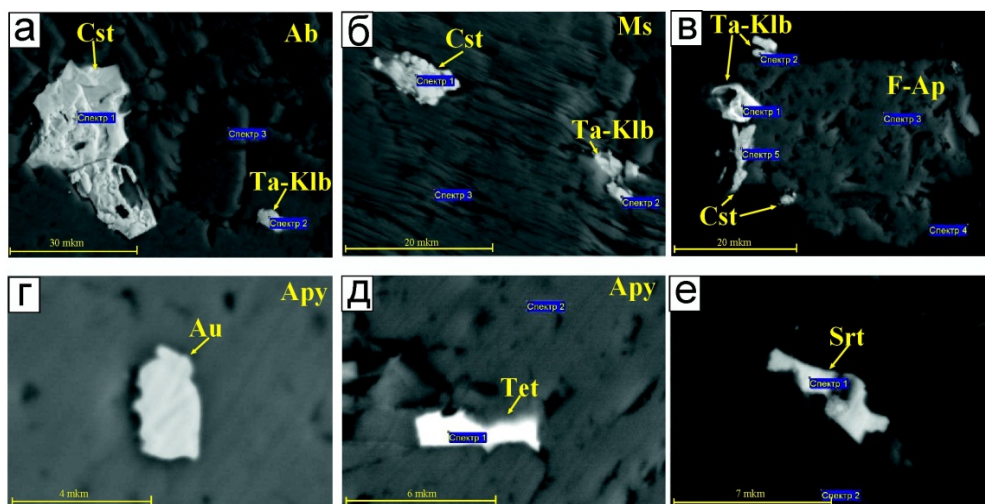 а
Cst
Ab
Спектр 1
Спектр 3
Ta-Klb
Спектр 2
30 mkm
б
Cst
Ms
Спектр 1
Ta-Klb
Спектр 3
Спектр 2
20 mkm
в
Ta-Klb
Спектр 2
F-Ap
Спектр 1
Спектр 3
Спектр 5
Cst
Спектр 4
20 mkm
г
Apy
Au
4 mkm
д
Спектр 2
Apy
Tet
Спектр 1
6 mkm
е
Srt
Спектр 1
7 mkm
Спектр 2